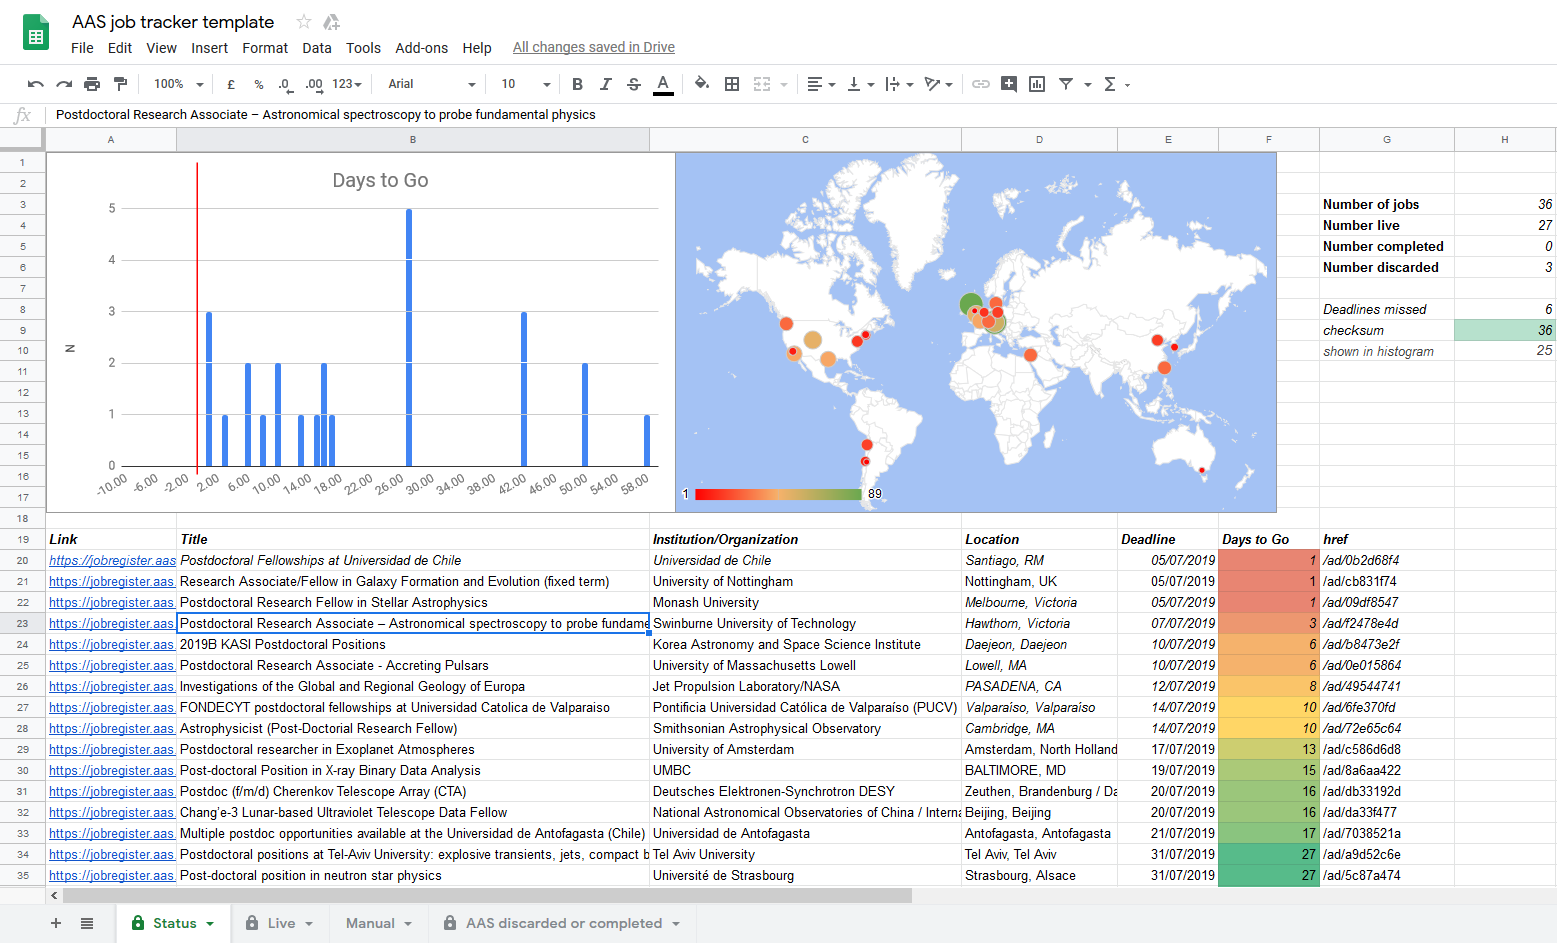 AAS job tracker template
File Edit View Insert Format Data Tools Add-ons Help All changes saved in Drive
100% £ % .0 .00 123 Arial 10 B I S A
fx Postdoctoral Research Associate – Astronomical spectroscopy to probe fundamental physics
A B C D E F G H
1
2
3 Number of jobs 36
4 Number live 27
5 Number completed 0
6 Number discarded 3
7
8 Deadlines missed 6
9 checksum 36
10 shown in histogram 25
11
12
13
14
15
16
17
18
Days to Go
N
5
4
3
2
1
0
-10.00 -6.00 -2.00 2.00 6.00 10.00 14.00 18.00 22.00 26.00 30.00 34.00 38.00 42.00 46.00 50.00 54.00 58.00
1 89
19 Link Title Institution/Organization Location Deadline Days to Go href
20 https://jobregister.aas Postdoctoral Fellowships at Universidad de Chile Universidad de Chile Santiago, RM 05/07/2019 1 /ad/0b2d68f4
21 https://jobregister.aas. Research Associate/Fellow in Galaxy Formation and Evolution (fixed term) University of Nottingham Nottingham, UK 05/07/2019 1 /ad/cb831f74
22 https://jobregister.aas. Postdoctoral Research Fellow in Stellar Astrophysics Monash University Melbourne, Victoria 05/07/2019 1 /ad/09df8547
23 https://jobregister.aas. Postdoctoral Research Associate – Astronomical spectroscopy to probe fundame Swinburne University of Technology Hawthorn, Victoria 07/07/2019 3 /ad/f2478e4d
24 https://jobregister.aas. 2019B KASI Postdoctoral Positions Korea Astronomy and Space Science Institute Daejeon, Daejeon 10/07/2019 6 /ad/b8473e2f
25 https://jobregister.aas. Postdoctoral Research Associate - Accreting Pulsars University of Massachusetts Lowell Lowell, MA 10/07/2019 6 /ad/0e015864
26 https://jobregister.aas. Investigations of the Global and Regional Geology of Europa Jet Propulsion Laboratory/NASA PASADENA, CA 12/07/2019 8 /ad/49544741
27 https://jobregister.aas. FONDECYT postdoctoral fellowships at Universidad Catolica de Valparaiso Pontificia Universidad Católica de Valparaíso (PUCV) Valparaíso, Valparaiso 14/07/2019 10 /ad/6fe370fd
28 https://jobregister.aas. Astrophysicist (Post-Doctorial Research Fellow) Smithsonian Astrophysical Observatory Cambridge, MA 14/07/2019 10 /ad/72e65c64
29 https://jobregister.aas. Postdoctoral researcher in Exoplanet Atmospheres University of Amsterdam Amsterdam, North Holland 17/07/2019 13 /ad/c586d6d8
30 https://jobregister.aas. Post-doctoral Position in X-ray Binary Data Analysis UMBC BALTIMORE, MD 19/07/2019 15 /ad/8a6aa422
31 https://jobregister.aas. Postdoc (f/m/d) Cherenkov Telescope Array (CTA) Deutsches Elektronen-Synchrotron DESY Zeuthen, Brandenburg / Da 20/07/2019 16 /ad/db33192d
32 https://jobregister.aas. Chang'e-3 Lunar-based Ultraviolet Telescope Data Fellow National Astronomical Observatories of China / Interna Beijing, Beijing 20/07/2019 16 /ad/da33f477
33 https://jobregister.aas. Multiple postdoc opportunities available at the Universidad de Antofagasta (Chile) Universidad de Antofagasta Antofagasta, Antofagasta 21/07/2019 17 /ad/7038521a
34 https://jobregister.aas. Postdoctoral positions at Tel-Aviv University: explosive transients, jets, compact b Tel Aviv University Tel Aviv, Tel Aviv 31/07/2019 27 /ad/a9d52c6e
35 https://jobregister.aas. Post-doctoral position in neutron star physics Université de Strasbourg Strasbourg, Alsace 31/07/2019 27 /ad/5c87a474
Status Live Manual AAS discarded or completed